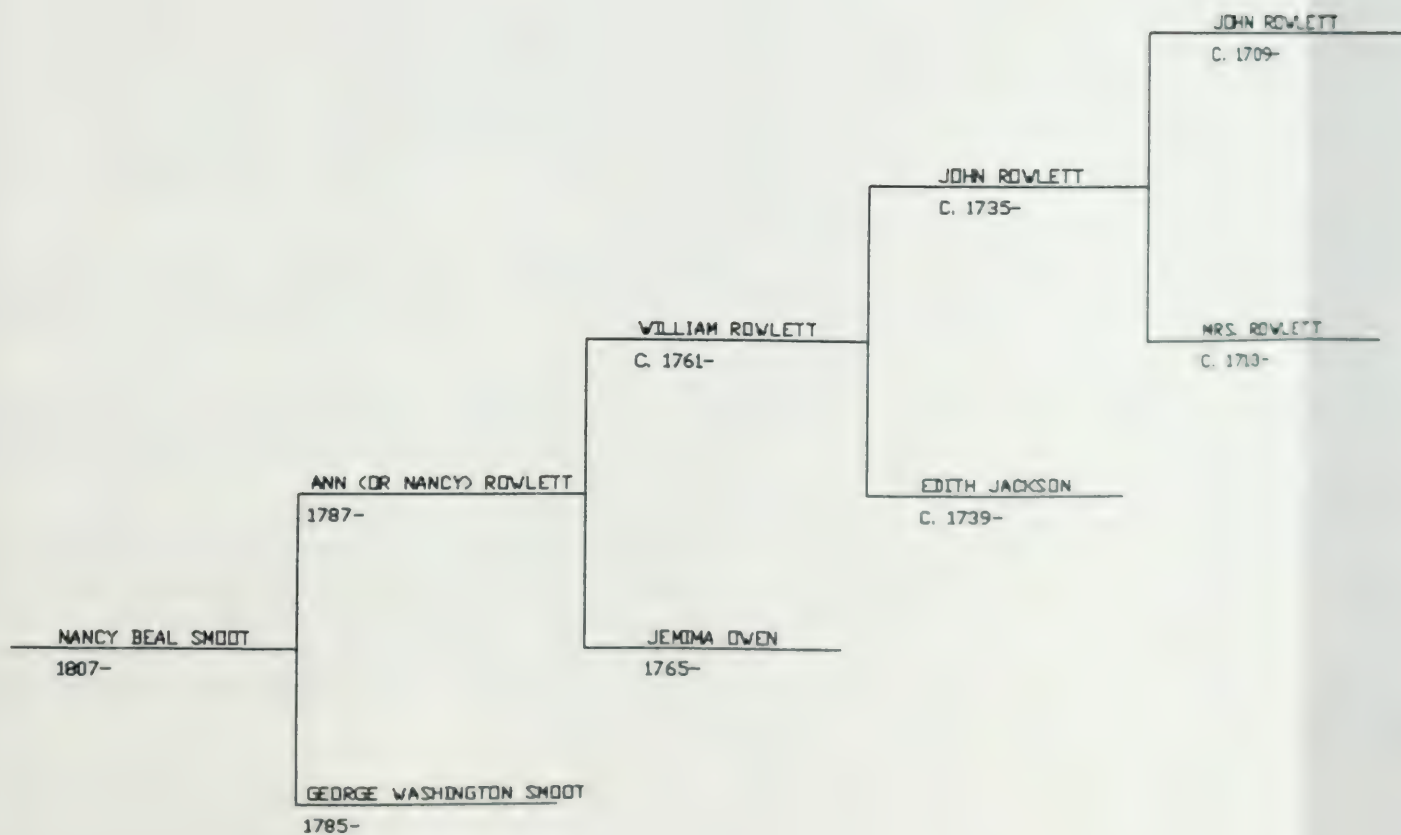 JOHN ROWLETT
C. 1709-
JOHN ROWLETT
C. 1735-
WILLIAM ROWLETT
C. 1761-
MRS. ROWLETT
C. 1713-
ANN (OR NANCY) ROWLETT
1787-
EDITH JACKSON
C. 1739-
NANCY BEAL SMOOT
1807-
JEMIMA OWEN
1765-
GEORGE WASHINGTON SMOOT
1785-